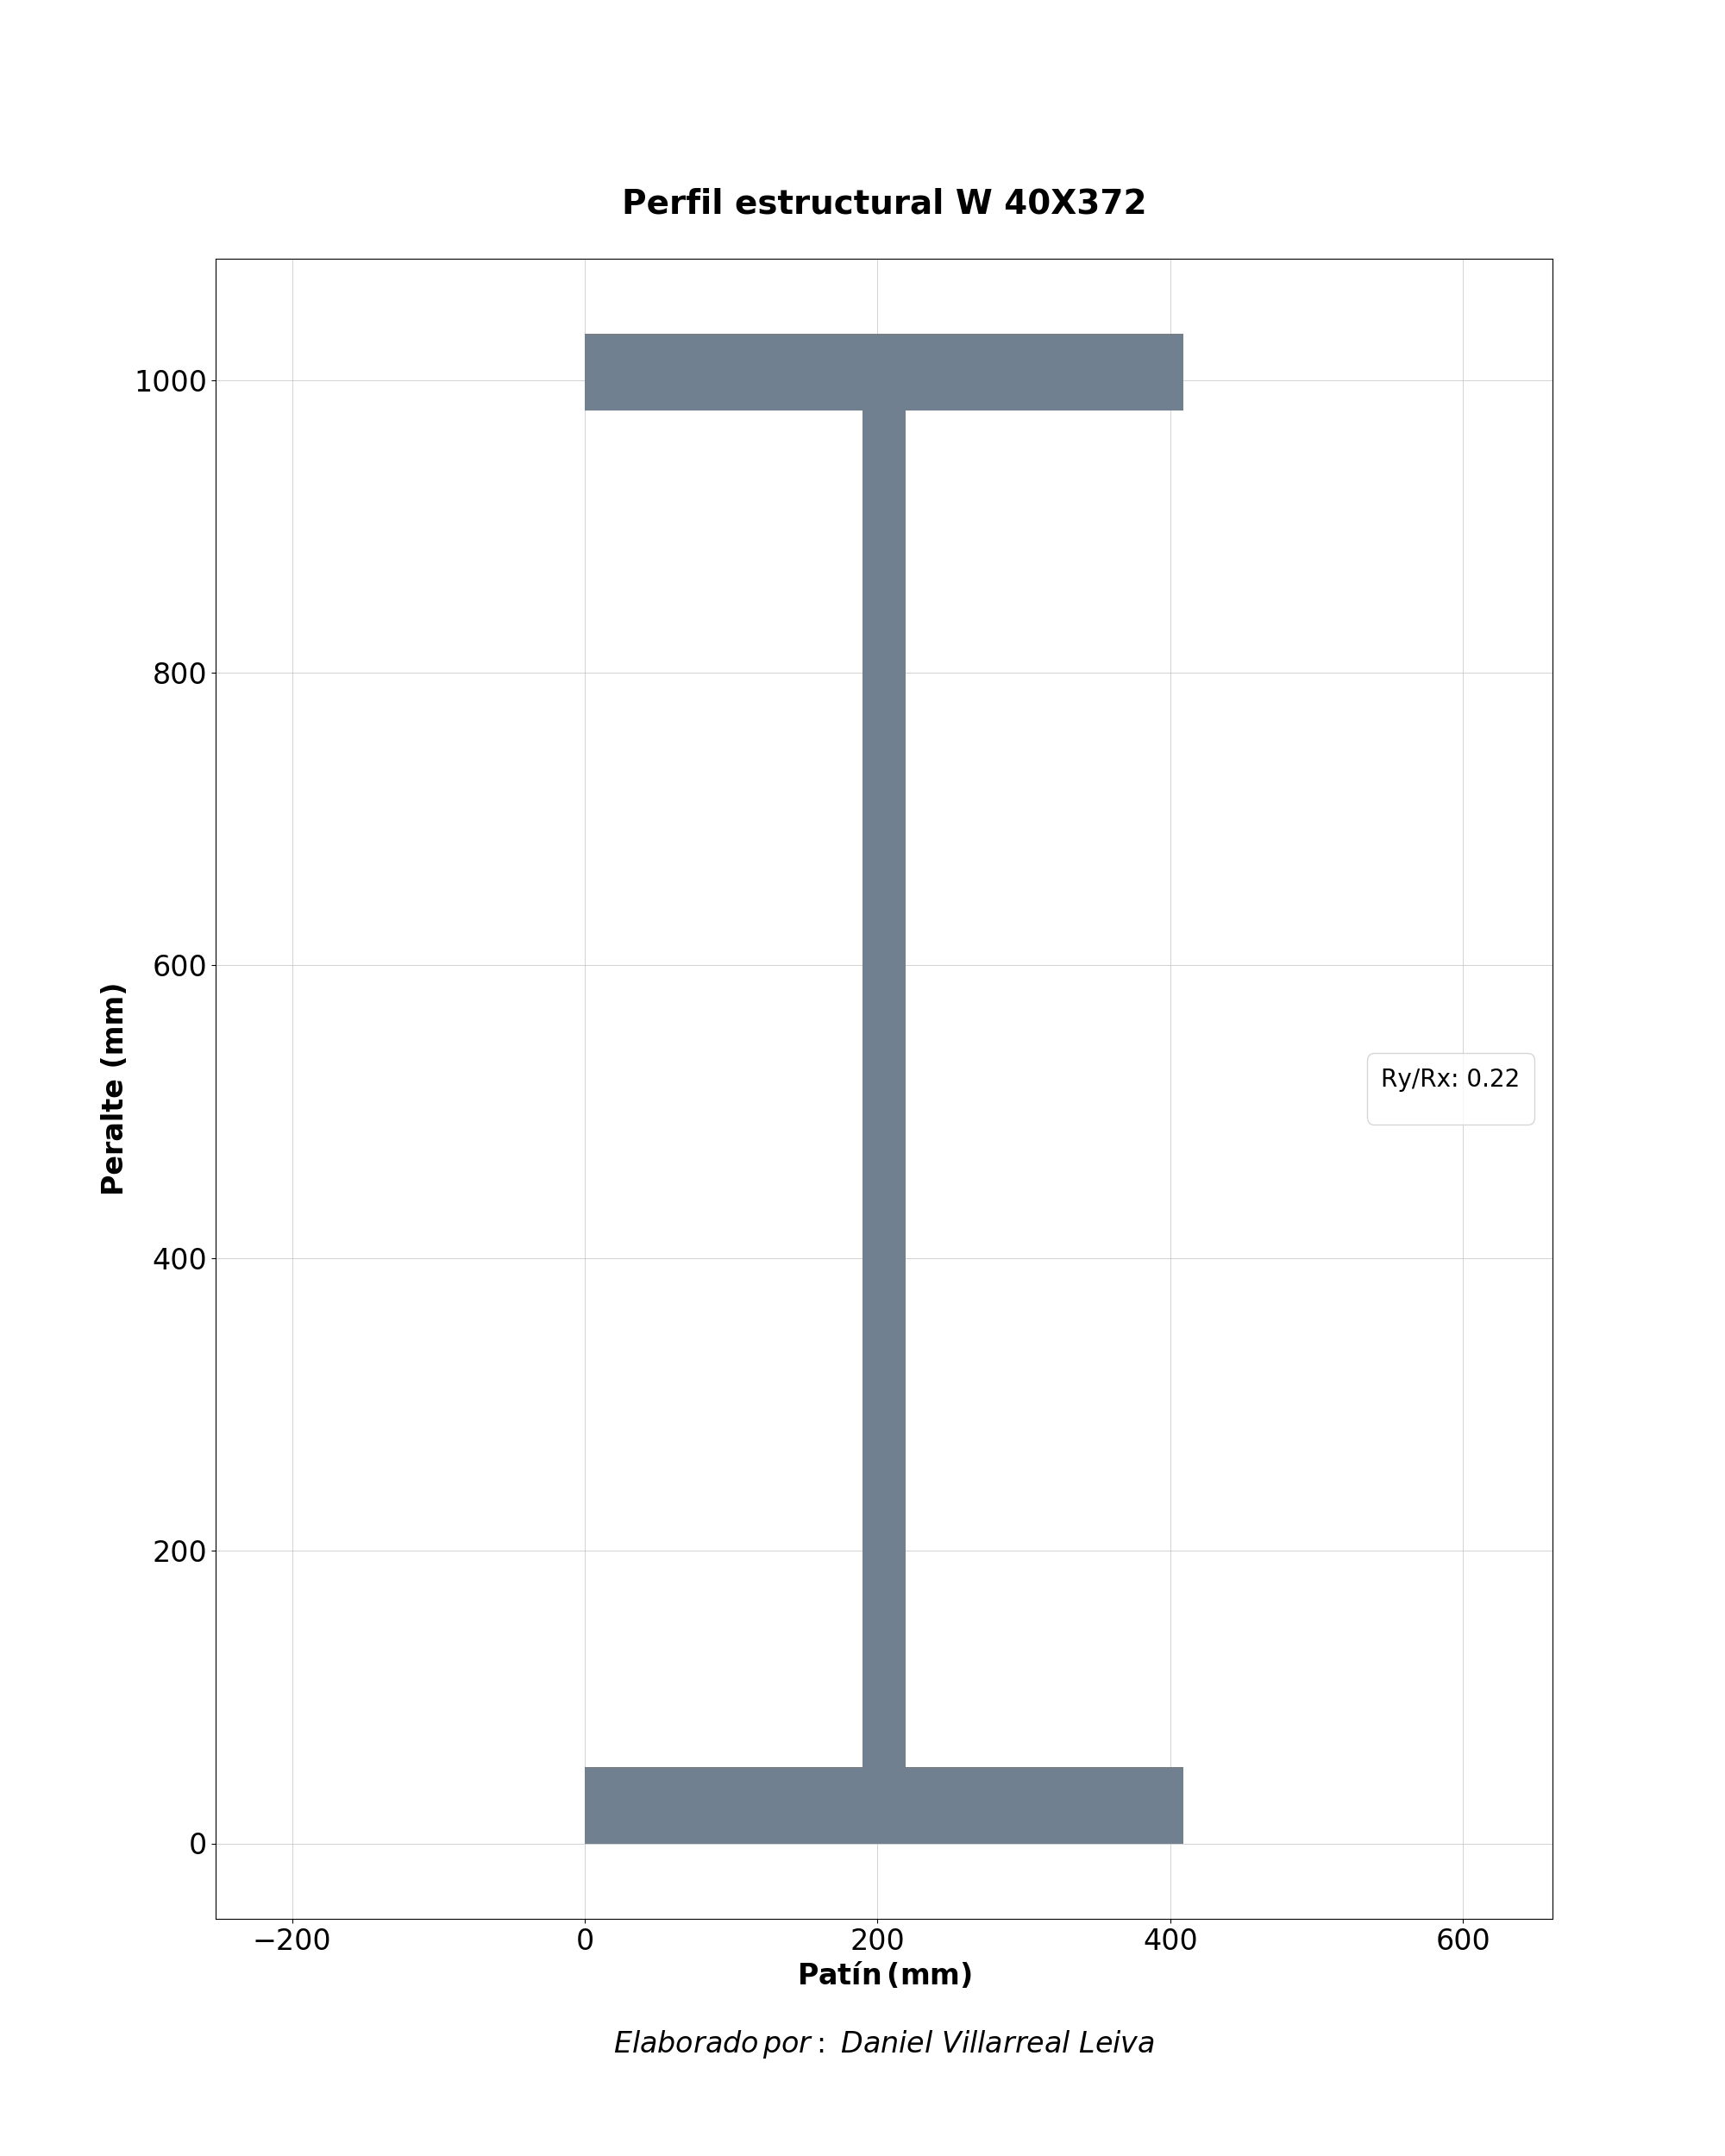 Perfil estructural W 40X372
1000
800
600
400
200
0
Peralte (mm)
Ry/Rx: 0.22
−200 0 200 400 600
Patín (mm)
Elaborado por: Daniel Villarreal Leiva